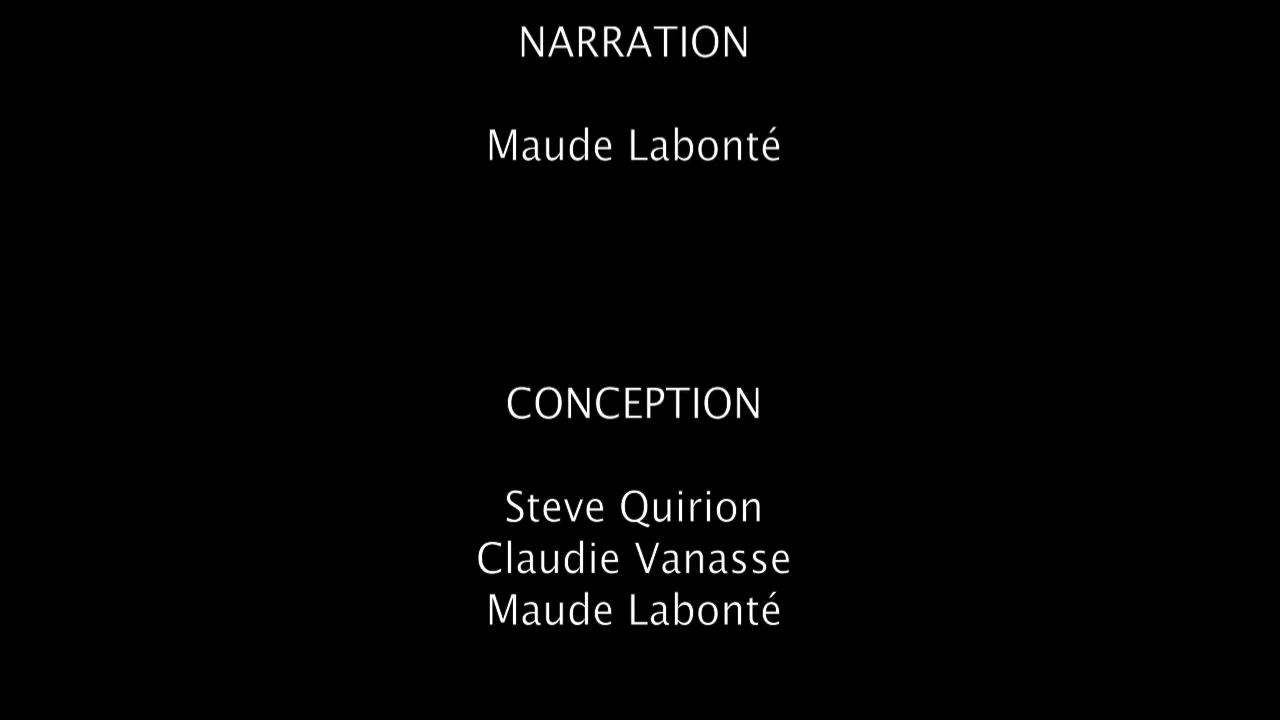 NARRATION
Maude Labonté
CONCEPTION
Steve Quirion
Claudie Vanasse
Maude Labonté